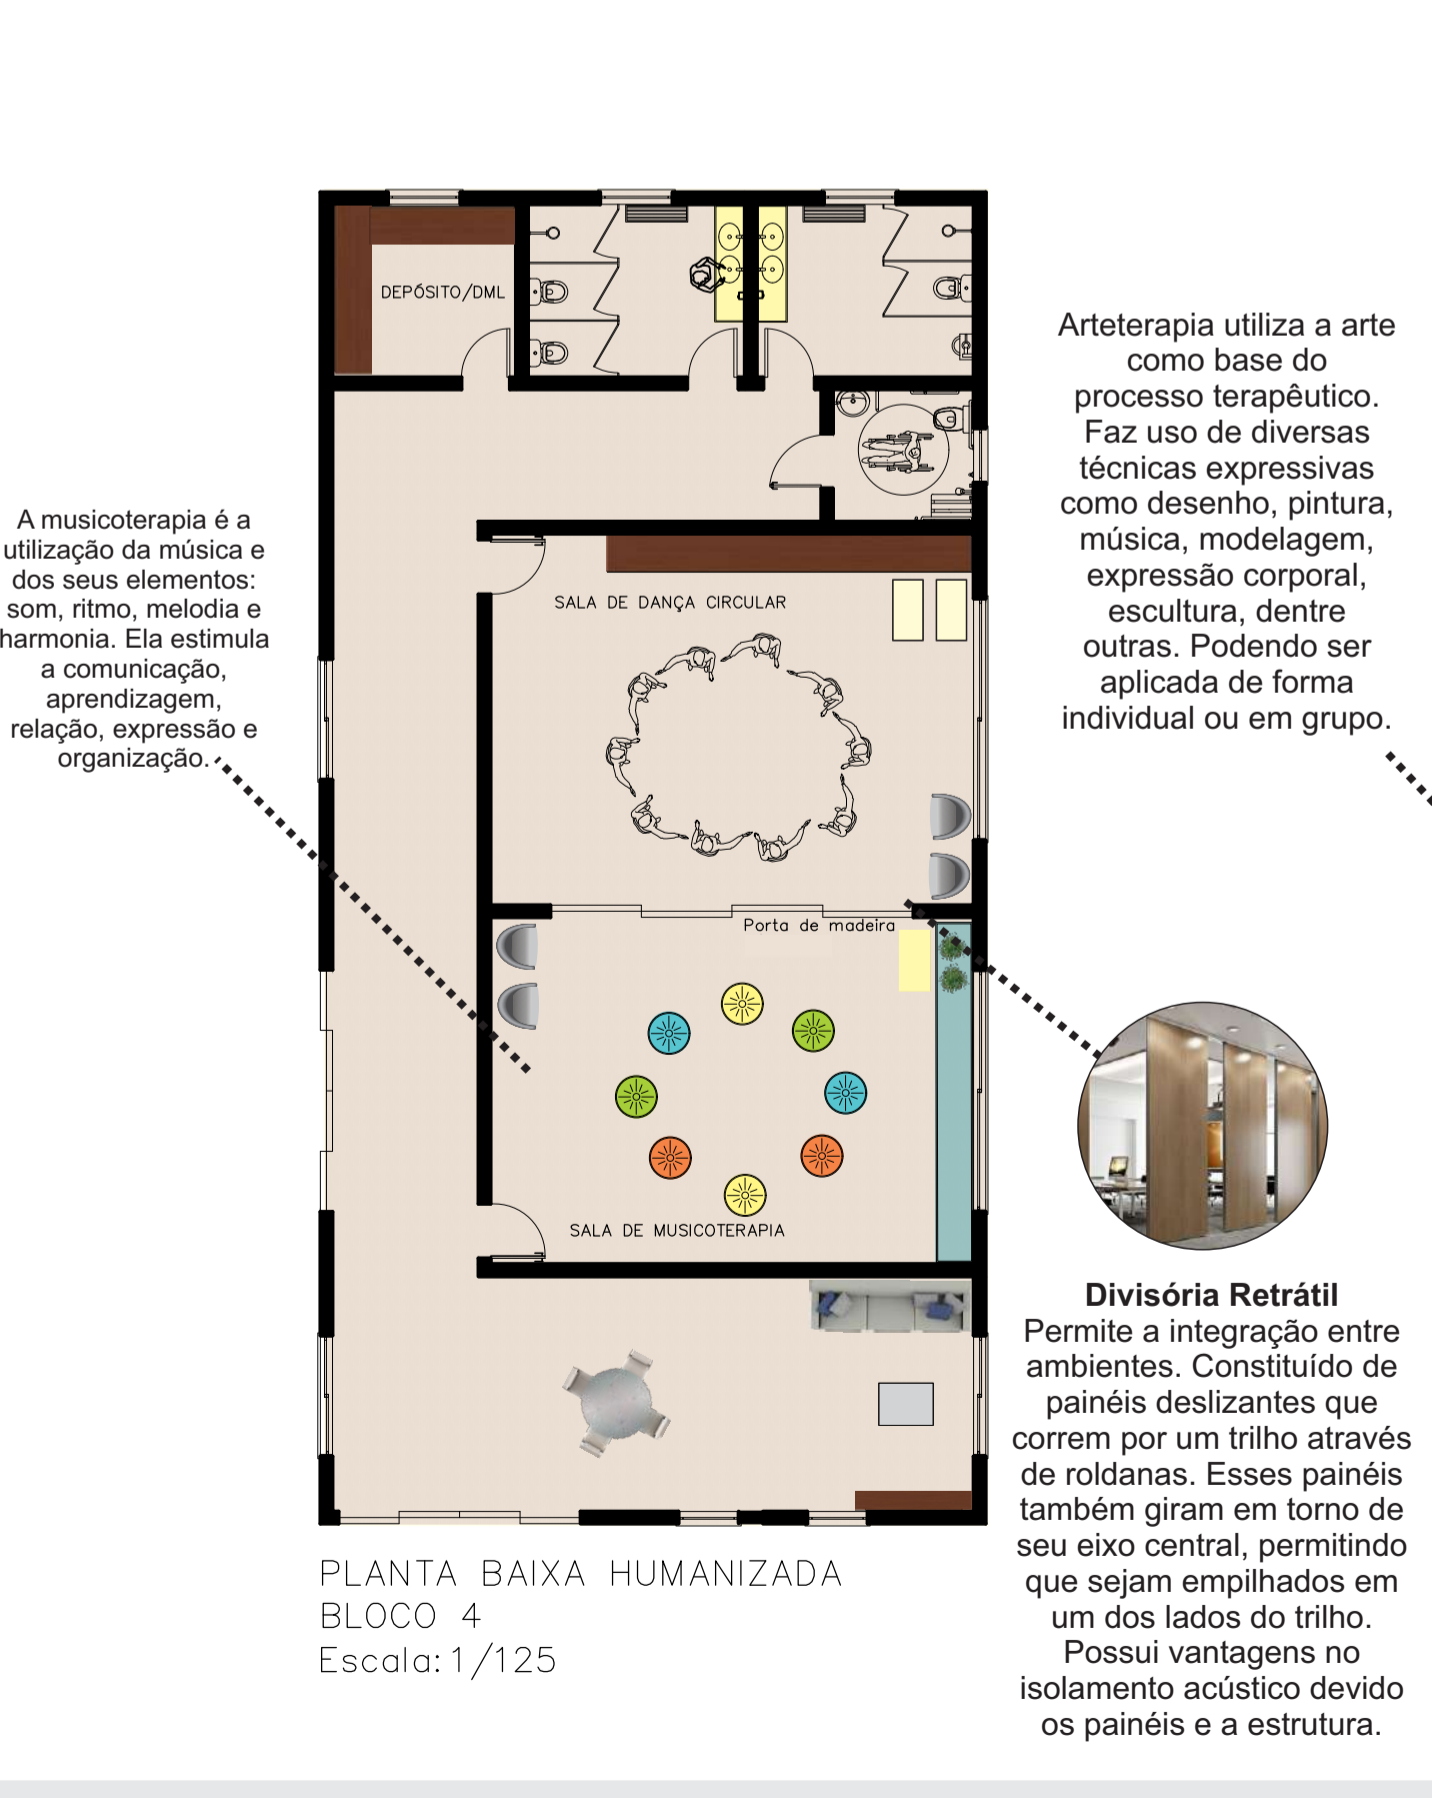 DEPÓSITO/DML
SALA DE DANÇA CIRCULAR
Porta de madeira
SALA DE MUSICOTERAPIA
A musicoterapia é a
utilização da música e
dos seus elementos:
som, ritmo, melodia e
harmonia. Ela estimula
a comunicação,
aprendizagem,
relação, expressão e
organização.
Arteterapia utiliza a arte
como base do
processo terapêutico.
Faz uso de diversas
técnicas expressivas
como desenho, pintura,
música, modelagem,
expressão corporal,
escultura, dentre
outras. Podendo ser
aplicada de forma
individual ou em grupo.
Divisória Retrátil
Permite a integração entre
ambientes. Constituído de
painéis deslizantes que
correm por um trilho através
de roldanas. Esses painéis
também giram em torno de
seu eixo central, permitindo
que sejam empilhados em
um dos lados do trilho.
Possui vantagens no
isolamento acústico devido
os painéis e a estrutura.
PLANTA BAIXA HUMANIZADA
BLOCO 4
Escala: 1/125